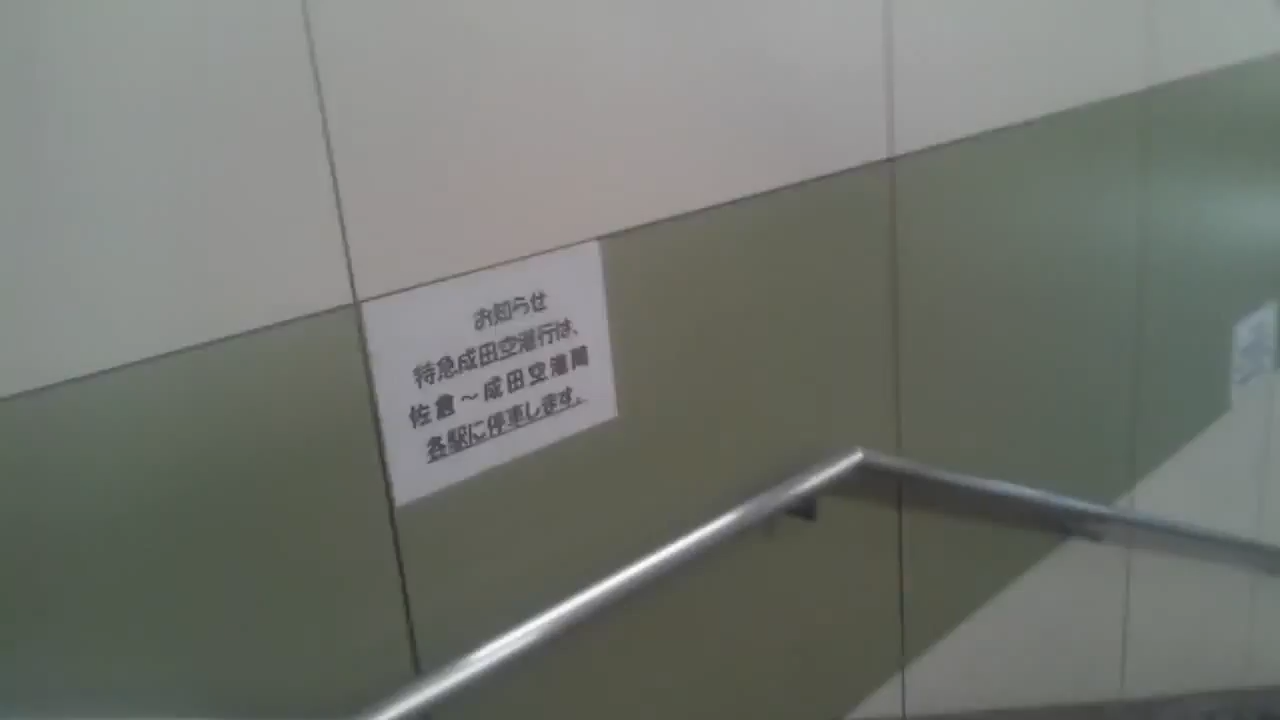 お知らせ
特急成田空港行は、
佐倉～成田空港間
各駅に停車します。